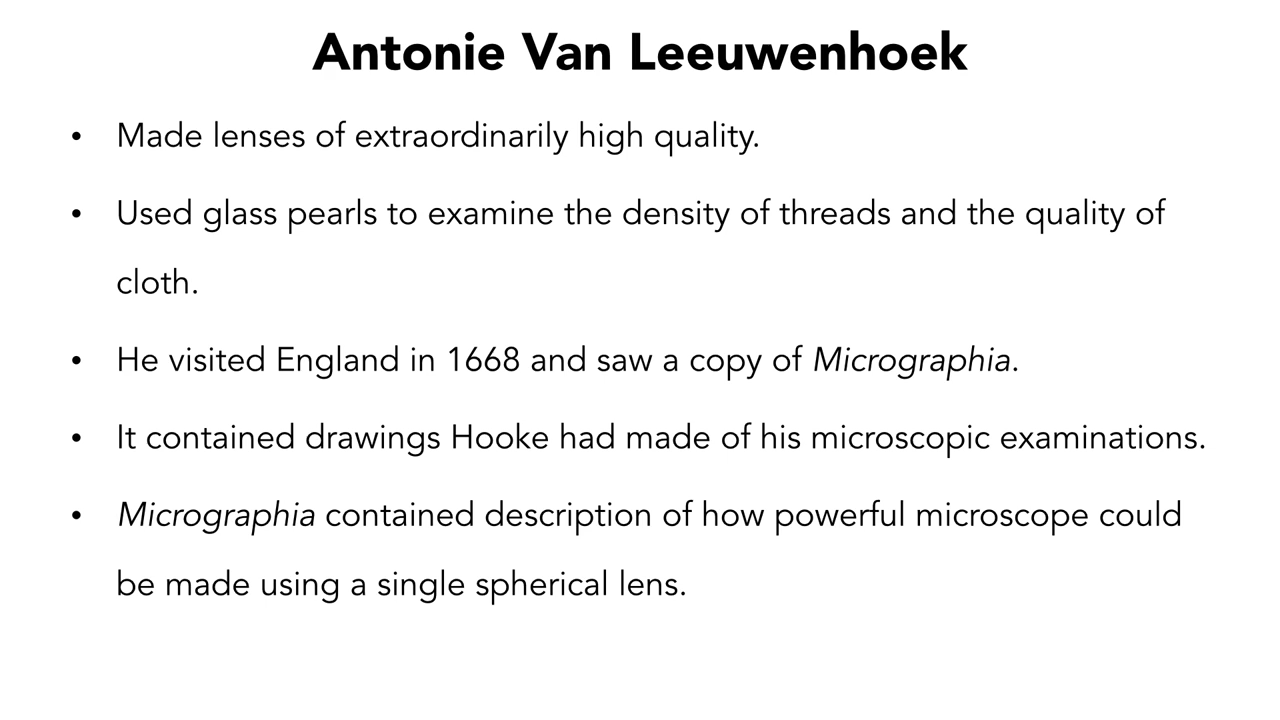 Antonie Van Leeuwenhoek
• Made lenses of extraordinarily high quality.
• Used glass pearls to examine the density of threads and the quality of
cloth.
• He visited England in 1668 and saw a copy of Micrographia.
• It contained drawings Hooke had made of his microscopic examinations.
• Micrographia contained description of how powerful microscope could
be made using a single spherical lens.